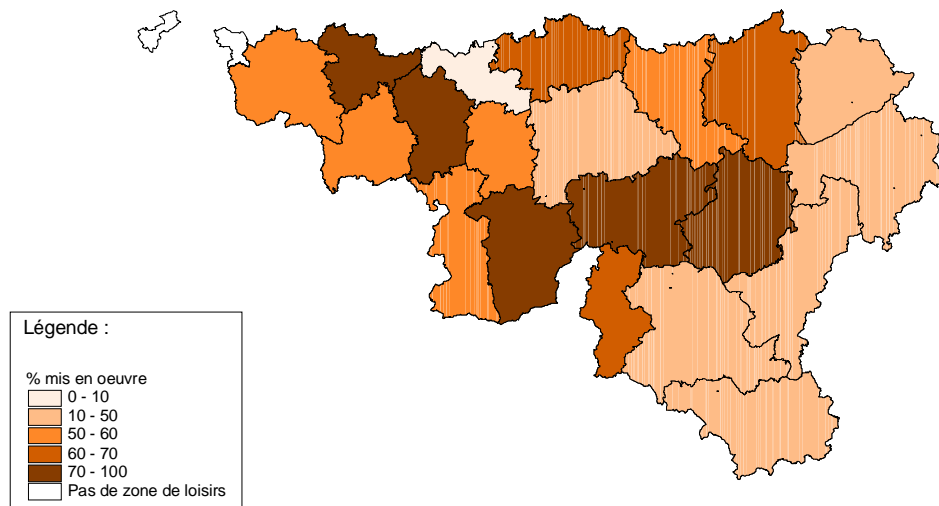 Légende :
% mis en oeuvre
0 - 10
10 - 50
50 - 60
60 - 70
70 - 100
Pas de zone de loisirs